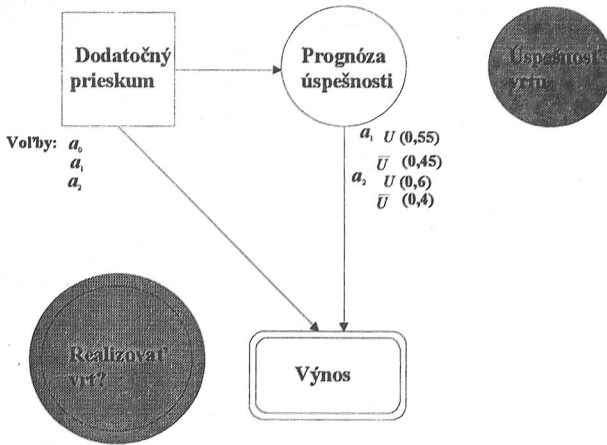 Dodatočný
prieskum
Prognóza
úspešnosti
Úspešnosť
vrtu
Voľby: a₀
a₁
a₂
a₁ U (0,55)
U̅ (0,45)
a₂ U (0,6)
U̅ (0,4)
Realizovať
vrt?
Výnos